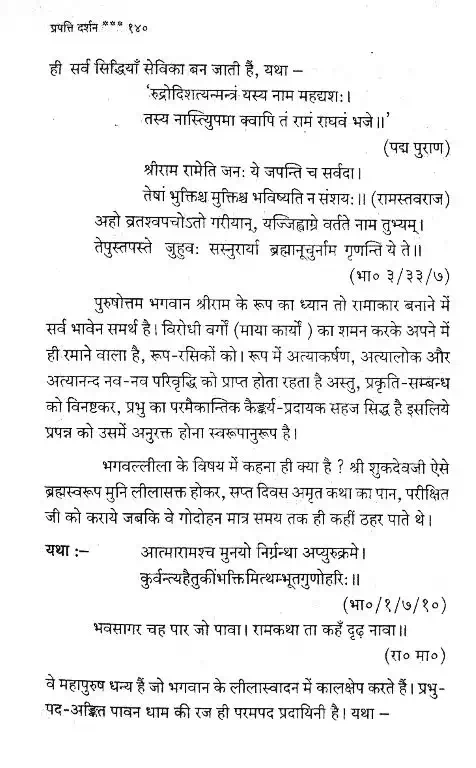 प्रपत्ति दर्शन *** १४०
ही सर्व सिद्धियाँ सेविका बन जाती हैं, यथा –
‘रुद्रोदिशत्यन्मन्त्रं यस्य नाम महद्यशः।
तस्य नास्त्युिपमा क्वापि तं रामं राघवं भजे॥’
(पद्म पुराण)
श्रीराम रामेति जनः ये जपन्ति च सर्वदा।
तेषां भुक्तिश्च मुक्तिश्च भविष्यति न संशयः॥ (रामस्तवराज)
अहो व्रतश्वपचोऽतो गरीयान्, यज्जिह्वाग्रे वर्तते नाम तुभ्यम्।
तेपुस्तपस्ते जुहुवः सस्नुरार्या ब्रह्मानूचुर्नाम गृणन्ति ये ते॥
(भा० ३/३३/७)
पुरुषोत्तम भगवान श्रीराम के रूप का ध्यान तो रामाकार बनाने में
सर्व भावेन समर्थ है। विरोधी वर्गों (माया कार्यों ) का शमन करके अपने में
ही रमाने वाला है, रूप-रसिकों को। रूप में अत्याकर्षण, अत्यालोक और
अत्यानन्द नव-नव परिवृद्धि को प्राप्त होता रहता है अस्तु, प्रकृति-सम्बन्ध
को विनष्टकर, प्रभु का परमैकान्तिक कैङ्कर्य-प्रदायक सहज सिद्ध है इसलिये
प्रपन्न को उसमें अनुरक्त होना स्वरूपानुरूप है।
भगवल्लीला के विषय में कहना ही क्या है ? श्री शुकदेवजी ऐसे
ब्रह्मस्वरूप मुनि लीलासक्त होकर, सप्त दिवस अमृत कथा का पान, परीक्षित
जी को कराये जबकि वे गोदोहन मात्र समय तक ही कहीं ठहर पाते थे।
यथा :– आत्मारामश्च मुनयो निर्ग्रन्था अप्युरुक्रमे।
कुर्वन्त्यहैतुकींभक्तिमित्थम्भूतगुणोहरिः॥
(भा०/१/७/१०)
भवसागर चह पार जो पावा। रामकथा ता कहँ दृढ़ नावा॥
(रा० मा०)
वे महापुरुष धन्य हैं जो भगवान के लीलास्वादन में कालक्षेप करते हैं। प्रभु-
पद-अङ्कित पावन धाम की रज ही परमपद प्रदायिनी है। यथा –